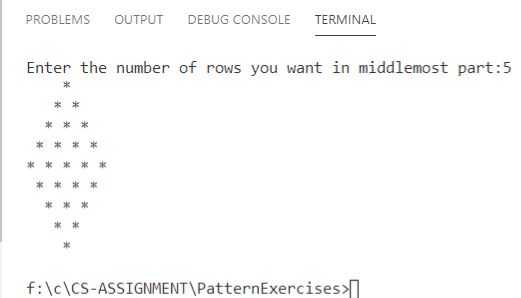 PROBLEMS OUTPUT DEBUG CONSOLE TERMINAL
Enter the number of rows you want in middlemost part:5
    *
   * *
  * * *
 * * * *
* * * * *
 * * * *
  * * *
   * *
    *
f:\c\CS-ASSIGNMENT\PatternExercises>